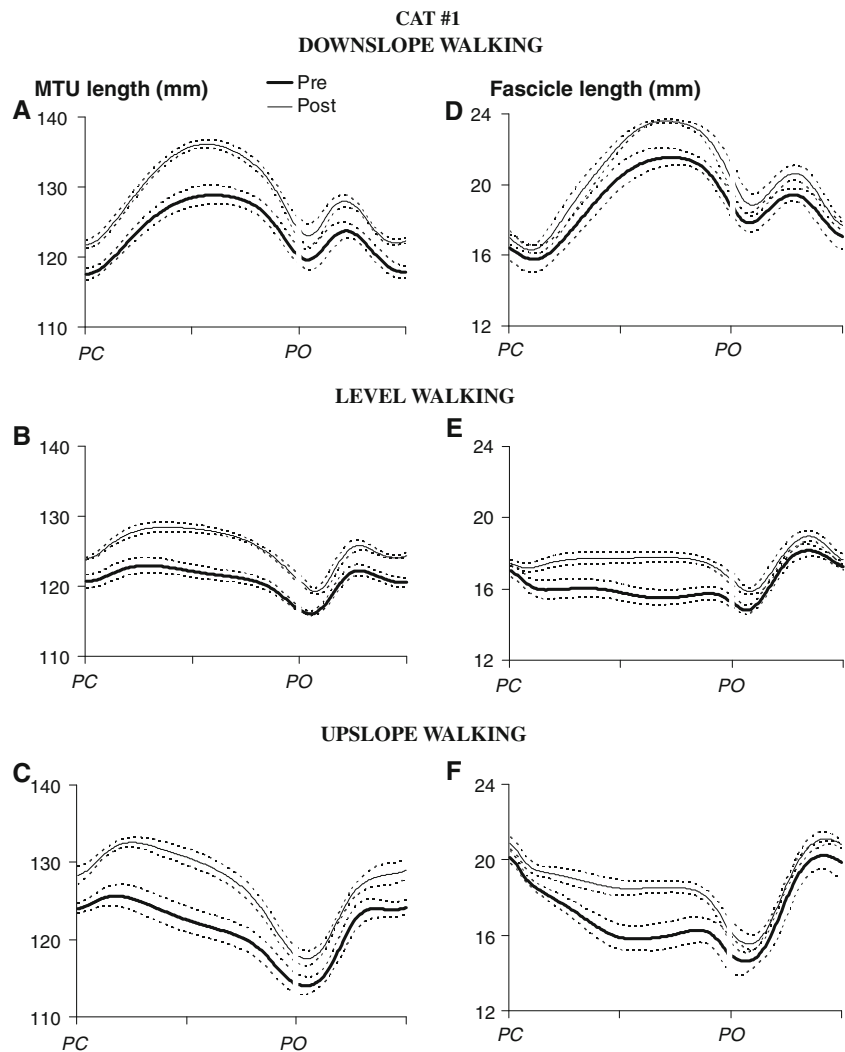 CAT #1
DOWNSLOPE WALKING
MTU length (mm)
Pre
Post
Fascicle length (mm)
A
140
130
120
110
PC
PO
D
24
20
16
12
PC
PO
LEVEL WALKING
B
140
130
120
110
PC
PO
E
24
20
16
12
PC
PO
UPSLOPE WALKING
C
140
130
120
110
PC
PO
F
24
20
16
12
PC
PO